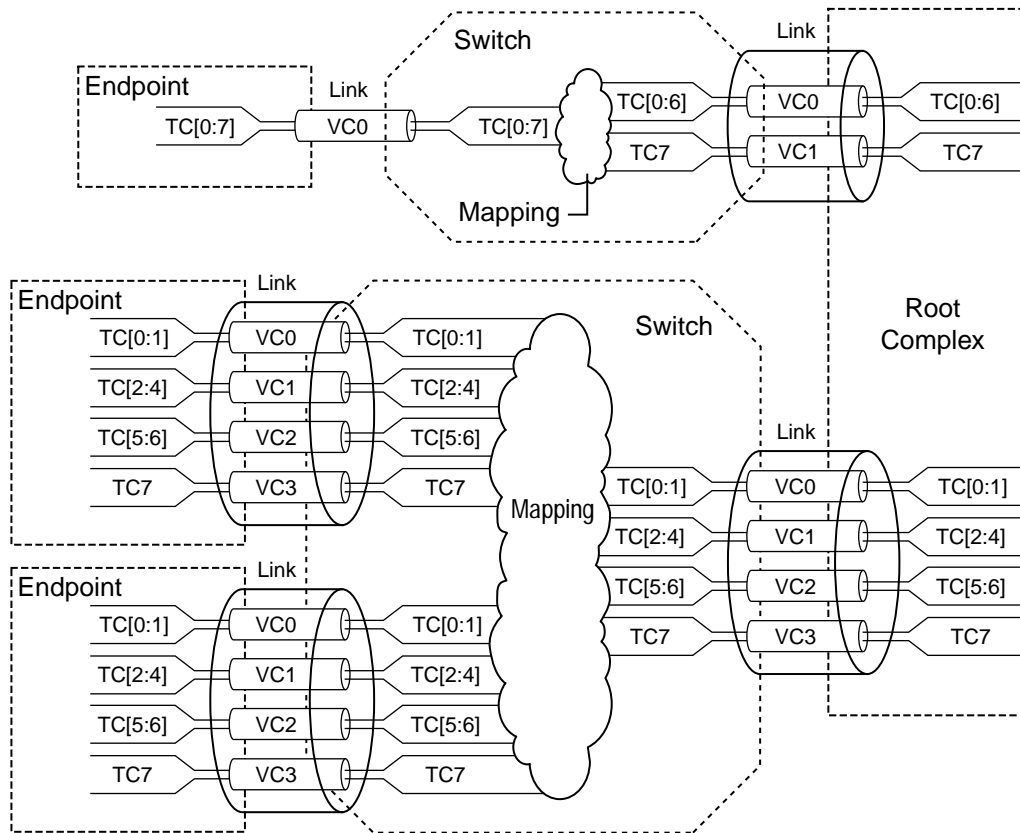 Switch
Link
Endpoint
Link
TC[0:7]
VC0
TC[0:7]
TC[0:6]
VC0
TC[0:6]
TC7
VC1
TC7
Mapping
Link
Endpoint
TC[0:1]
VC0
TC[0:1]
TC[2:4]
VC1
TC[2:4]
TC[5:6]
VC2
TC[5:6]
TC7
VC3
TC7
Switch
Root
Complex
Mapping
Link
TC[0:1]
VC0
TC[0:1]
TC[2:4]
VC1
TC[2:4]
TC[5:6]
VC2
TC[5:6]
TC7
VC3
TC7
Link
Endpoint
TC[0:1]
VC0
TC[0:1]
TC[2:4]
VC1
TC[2:4]
TC[5:6]
VC2
TC[5:6]
TC7
VC3
TC7